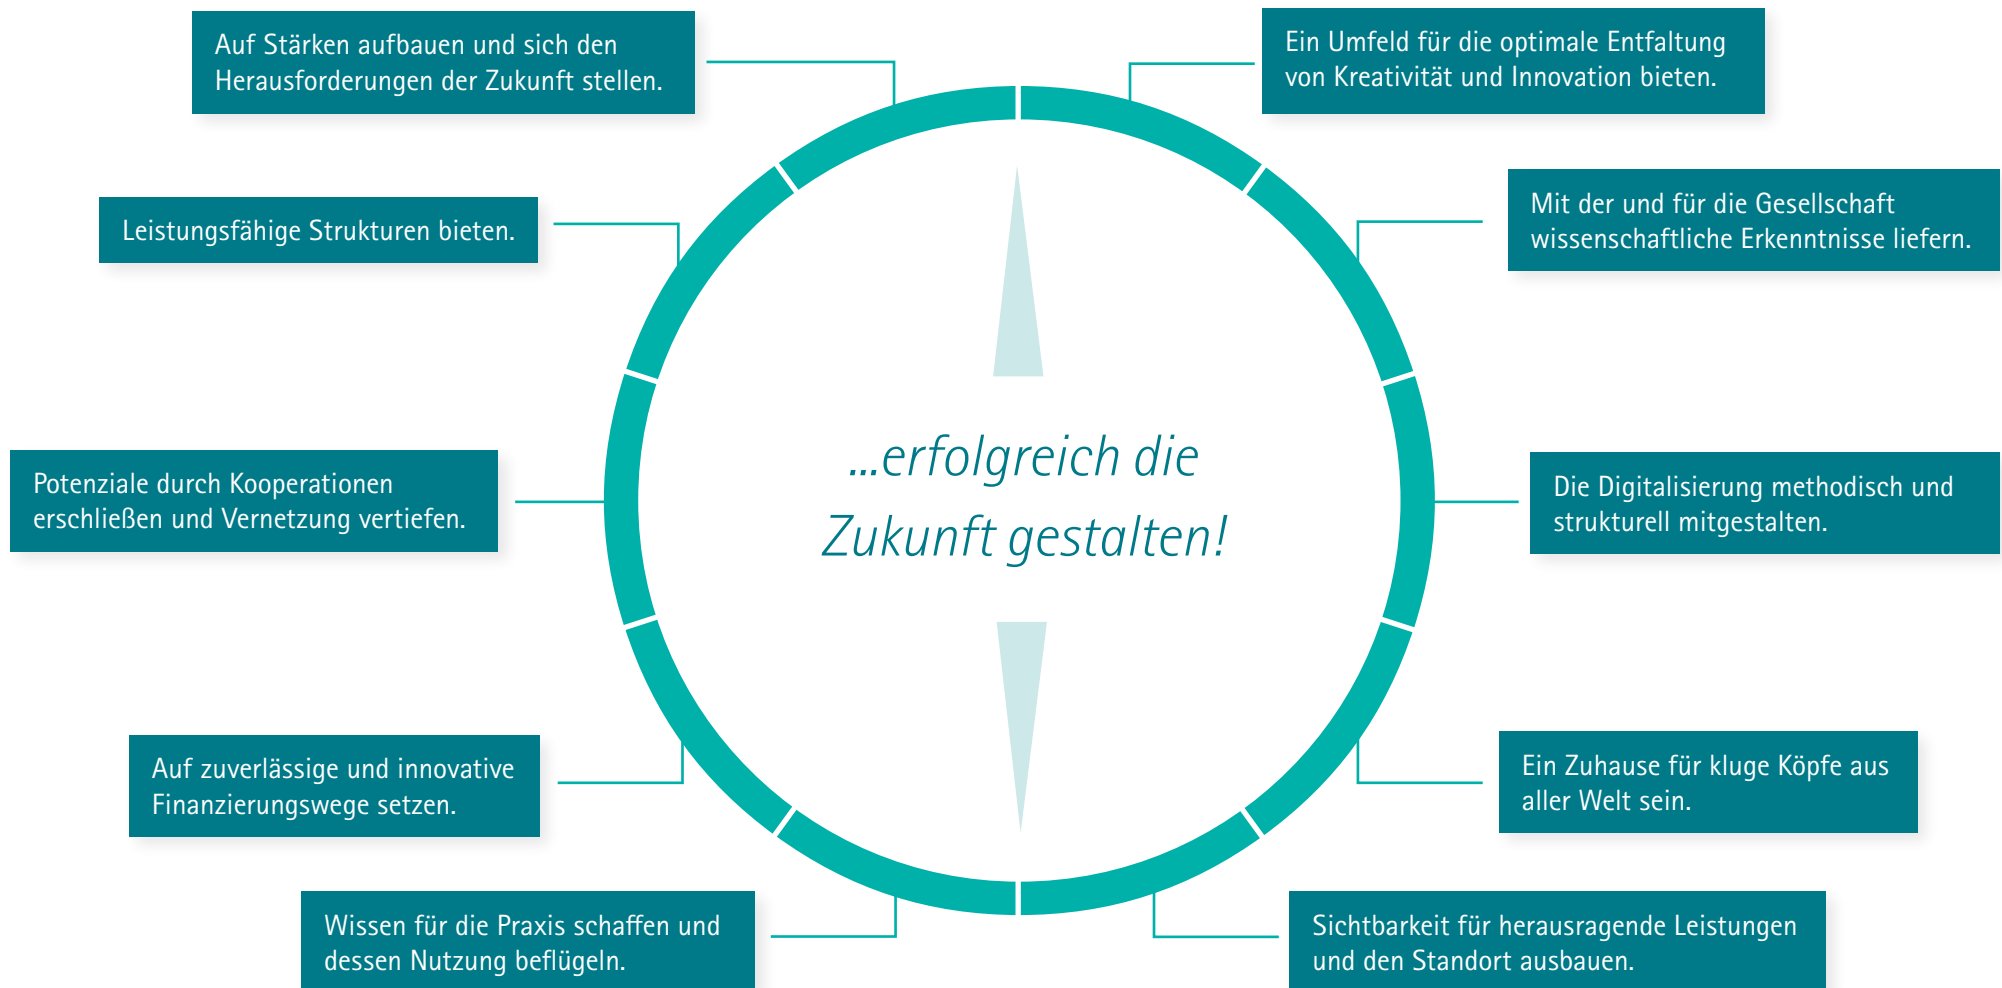 Auf Stärken aufbauen und sich den
Herausforderungen der Zukunft stellen.
Ein Umfeld für die optimale Entfaltung
von Kreativität und Innovation bieten.
Leistungsfähige Strukturen bieten.
Mit der und für die Gesellschaft
wissenschaftliche Erkenntnisse liefern.
...erfolgreich die
Zukunft gestalten!
Potenziale durch Kooperationen
erschließen und Vernetzung vertiefen.
Die Digitalisierung methodisch und
strukturell mitgestalten.
Auf zuverlässige und innovative
Finanzierungswege setzen.
Ein Zuhause für kluge Köpfe aus
aller Welt sein.
Wissen für die Praxis schaffen und
dessen Nutzung beflügeln.
Sichtbarkeit für herausragende Leistungen
und den Standort ausbauen.